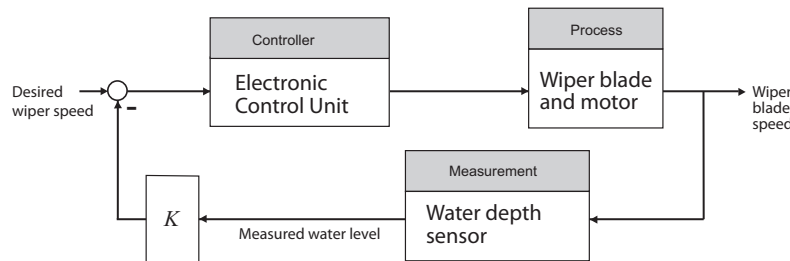 Controller
Process
Desired
wiper speed
-
Electronic
Control Unit
Wiper blade
and motor
Wiper
blade
speed
Measurement
K
Measured water level
Water depth
sensor